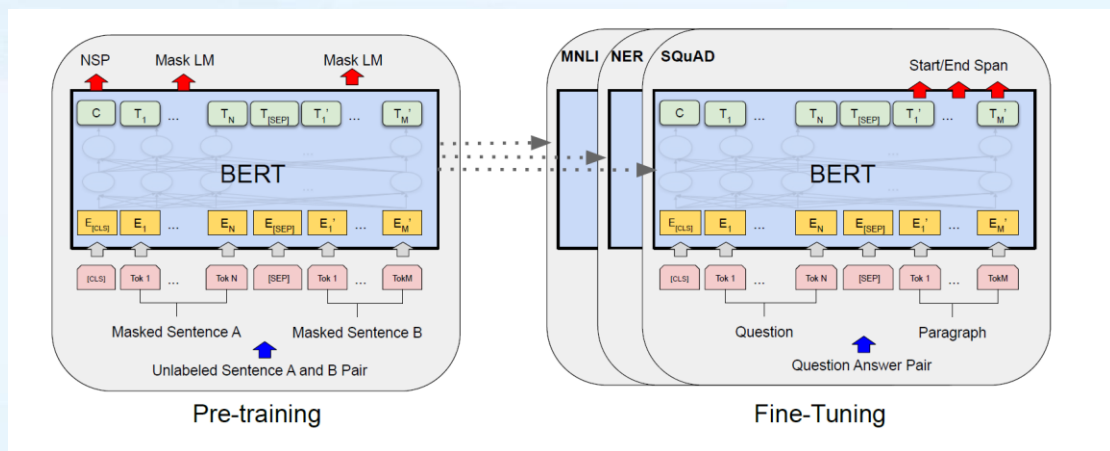 NSP Mask LM Mask LM
C T1 ... TN T[SEP] T1' ... TM'
BERT
E[CLS] E1 ... EN E[SEP] E1' ... EM'
[CLS] Tok 1 ... Tok N [SEP] Tok 1 ... TokM
Masked Sentence A Masked Sentence B
Unlabeled Sentence A and B Pair
Pre-training
MNLI NER SQuAD
Start/End Span
C T1 ... TN T[SEP] T1' ... TM'
BERT
E[CLS] E1 ... EN E[SEP] E1' ... EM'
[CLS] Tok 1 ... Tok N [SEP] Tok 1 ... TokM
Question Paragraph
Question Answer Pair
Fine-Tuning